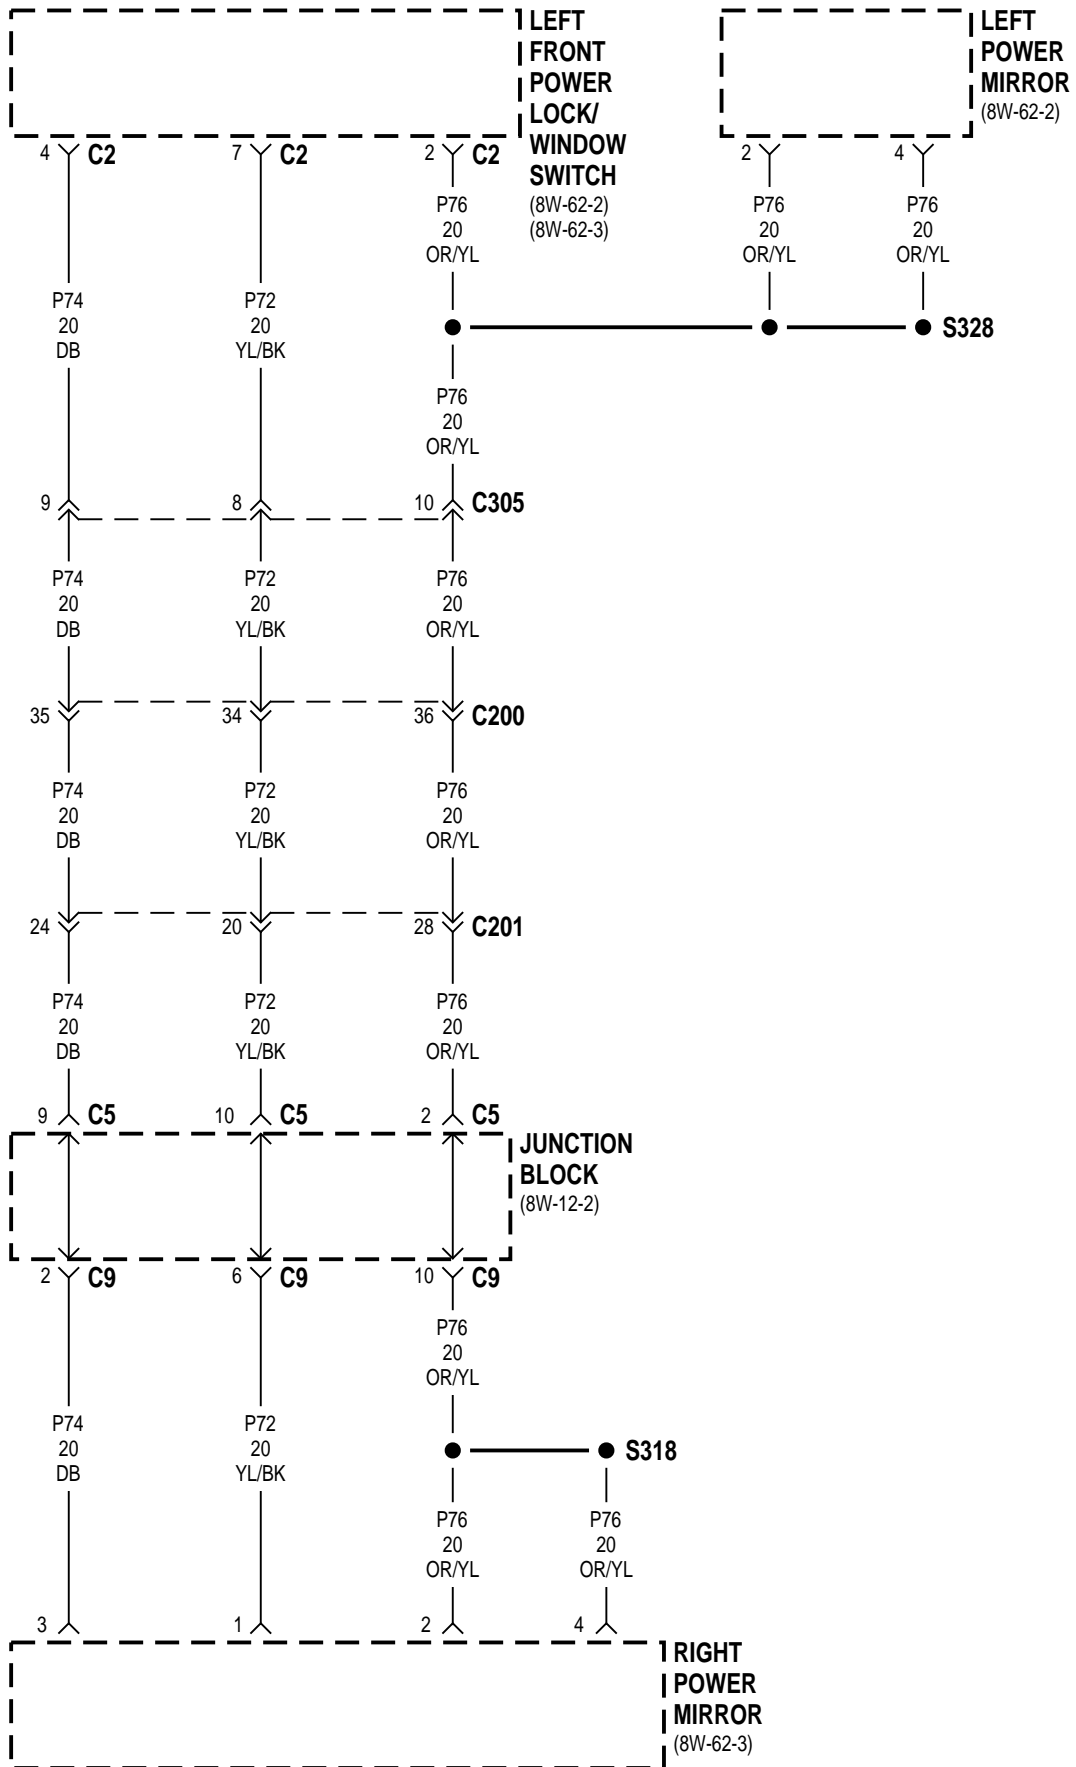 LEFT
FRONT
POWER
LOCK/
WINDOW
SWITCH
(8W-62-2)
(8W-62-3)
LEFT
POWER
MIRROR
(8W-62-2)
4 C2 7 C2 2 C2 2 4
P76 P76 P76
20 20 20
OR/YL OR/YL OR/YL
P74 P72
20 20
DB YL/BK
S328
P76
20
OR/YL
9 8 10 C305
P74 P72 P76
20 20 20
DB YL/BK OR/YL
35 34 36 C200
P74 P72 P76
20 20 20
DB YL/BK OR/YL
24 20 28 C201
P74 P72 P76
20 20 20
DB YL/BK OR/YL
9 C5 10 C5 2 C5
JUNCTION
BLOCK
(8W-12-2)
2 C9 6 C9 10 C9
P76
20
OR/YL
P74 P72
20 20
DB YL/BK
S318
P76 P76
20 20
OR/YL OR/YL
3 1 2 4
RIGHT
POWER
MIRROR
(8W-62-3)